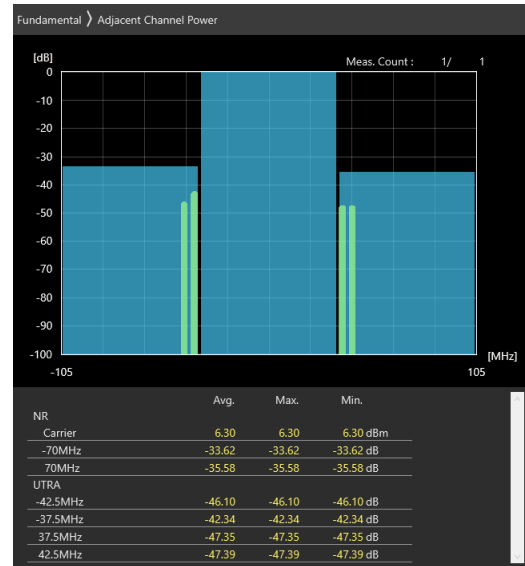 Fundamental 〉 Adjacent Channel Power
[dB]
Meas. Count : 1/ 1
0
-10
-20
-30
-40
-50
-60
-70
-80
-90
-100
[MHz]
-105 105
Avg. Max. Min.
NR
Carrier 6.30 6.30 6.30 dBm
-70MHz -33.62 -33.62 -33.62 dB
70MHz -35.58 -35.58 -35.58 dB
UTRA
-42.5MHz -46.10 -46.10 -46.10 dB
-37.5MHz -42.34 -42.34 -42.34 dB
37.5MHz -47.35 -47.35 -47.35 dB
42.5MHz -47.39 -47.39 -47.39 dB